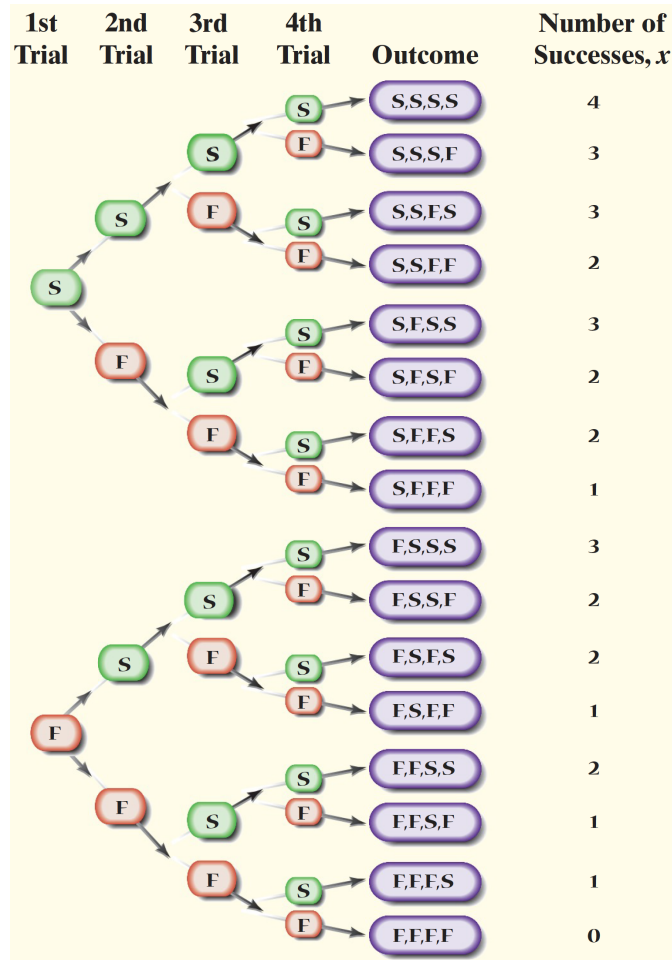 1st 2nd 3rd 4th Number of
Trial Trial Trial Trial Outcome Successes, x
S S,S,S,S 4
S F S,S,S,F 3
S F S S,S,F,S 3
F S,S,F,F 2
S
S S,F,S,S 3
F S F S,F,S,F 2
F S S,F,F,S 2
F S,F,F,F 1
S F,S,S,S 3
S F F,S,S,F 2
S F S F,S,F,S 2
F F,S,F,F 1
F
S F,F,S,S 2
F S F F,F,S,F 1
F S F,F,F,S 1
F F,F,F,F 0